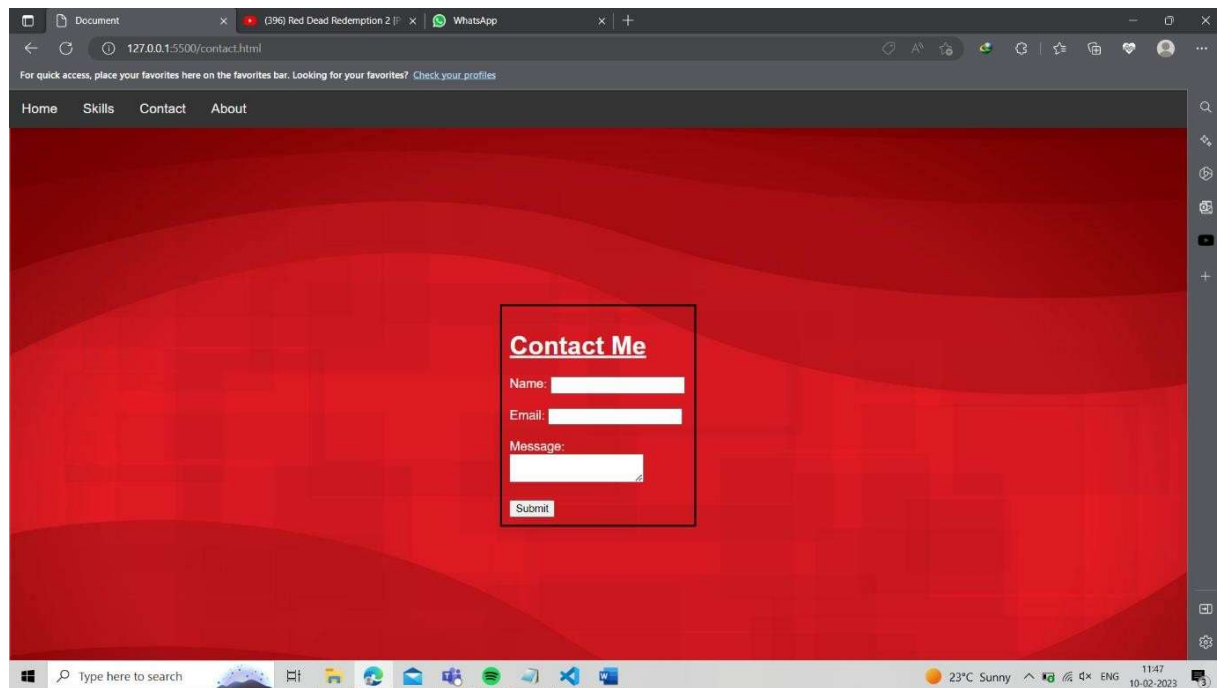 Document
(396) Red Dead Redemption 2 [P
WhatsApp
127.0.0.1:5500/contact.html
For quick access, place your favorites here on the favorites bar. Looking for your favorites? Check your profiles
Home Skills Contact About
Contact Me
Name:
Email:
Message:
Submit
Type here to search
23°C Sunny
ENG
11:47
10-02-2023